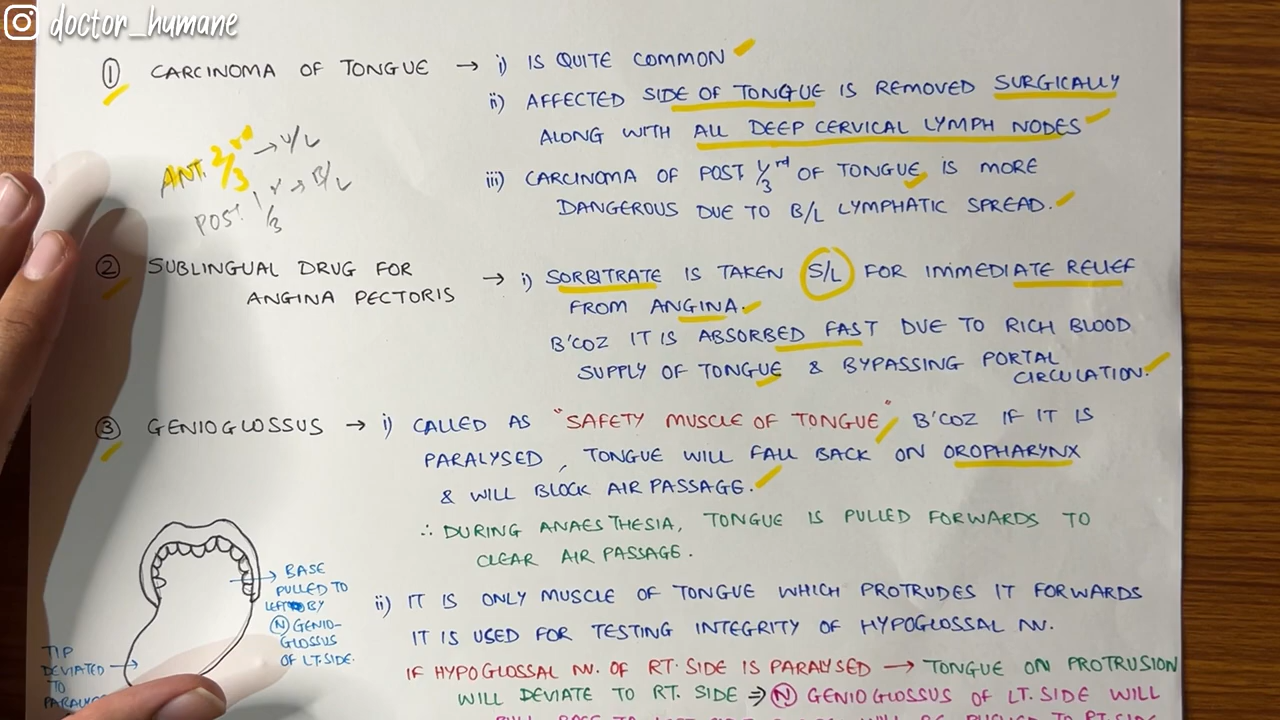 doctor_humane
① CARCINOMA OF TONGUE → i) IS QUITE COMMON
ii) AFFECTED SIDE OF TONGUE IS REMOVED SURGICALLY
ALONG WITH ALL DEEP CERVICAL LYMPH NODES
iii) CARCINOMA OF POST 1/3rd OF TONGUE IS MORE
DANGEROUS DUE TO B/L LYMPHATIC SPREAD.
ANT. 2/3rd → U/L
POST. 1/3 → B/L
② SUBLINGUAL DRUG FOR
ANGINA PECTORIS
→ i) SORBITRATE IS TAKEN S/L FOR IMMEDIATE RELIEF
FROM ANGINA.
B'COZ IT IS ABSORBED FAST DUE TO RICH BLOOD
SUPPLY OF TONGUE & BYPASSING PORTAL
CIRCULATION.
③ GENIOGLOSSUS → i) CALLED AS "SAFETY MUSCLE OF TONGUE" B'COZ IF IT IS
PARALYSED, TONGUE WILL FALL BACK ON OROPHARYNX
& WILL BLOCK AIR PASSAGE.
∴ DURING ANAESTHESIA, TONGUE IS PULLED FORWARDS TO
CLEAR AIR PASSAGE.
ii) IT IS ONLY MUSCLE OF TONGUE WHICH PROTRUDES IT FORWARDS
IT IS USED FOR TESTING INTEGRITY OF HYPOGLOSSAL NV.
IF HYPOGLOSSAL NV. OF RT. SIDE IS PARALYSED → TONGUE ON PROTRUSION
WILL DEVIATE TO RT. SIDE ⇒ Ⓝ GENIOGLOSSUS OF LT. SIDE WILL
PULL BASE TO
→ BASE
PULLED TO
LEFT BY
Ⓝ GENIO-
GLOSSUS
OF LT. SIDE.
TIP
DEVIATED →
TO